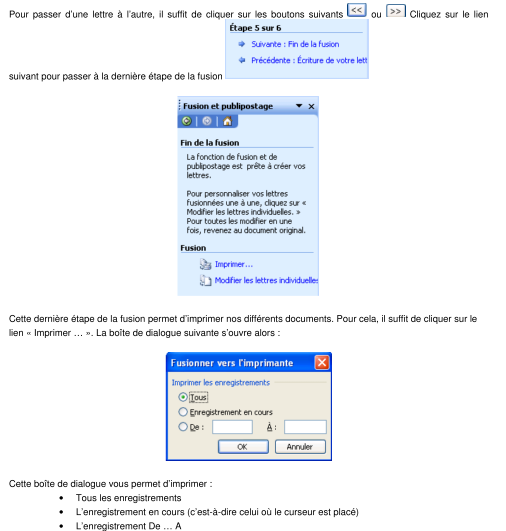 Pour passer d'une lettre à l'autre, il suffit de cliquer sur les boutons suivants << ou >> Cliquez sur le lien
Étape 5 sur 6
Suivante : Fin de la fusion
Précédente : Écriture de votre lett
suivant pour passer à la dernière étape de la fusion
Fusion et publipostage
Fin de la fusion
La fonction de fusion et de
publipostage est prête à créer vos
lettres.
Pour personnaliser vos lettres
fusionnées une à une, cliquez sur «
Modifier les lettres individuelles. »
Pour toutes les modifier en une
fois, revenez au document original.
Fusion
Imprimer...
Modifier les lettres individuelles
Cette dernière étape de la fusion permet d'imprimer nos différents documents. Pour cela, il suffit de cliquer sur le
lien « Imprimer … ». La boîte de dialogue suivante s'ouvre alors :
Fusionner vers l'imprimante
Imprimer les enregistrements
Tous
Enregistrement en cours
De : À :
OK Annuler
Cette boîte de dialogue vous permet d'imprimer :
• Tous les enregistrements
• L'enregistrement en cours (c'est-à-dire celui où le curseur est placé)
• L'enregistrement De … A